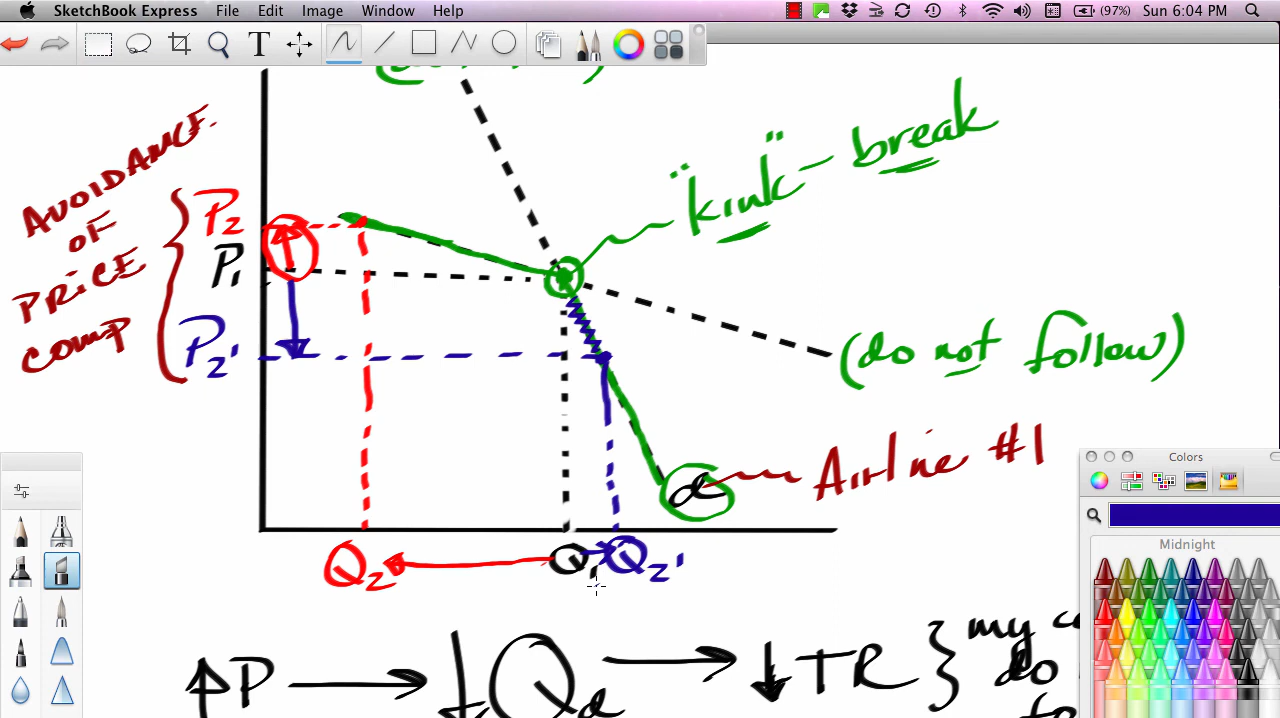 SketchBook Express File Edit Image Window Help (97%) Sun 6:04 PM
T
AVOIDANCE
OF
PRICE
COMP
P2
P1
P2'
"kink" - break
(do not follow)
d
Airline #1
Q2 Q1 Q2'
↑P → ↓Qd → ↓TR } my
do
Colors
Midnight